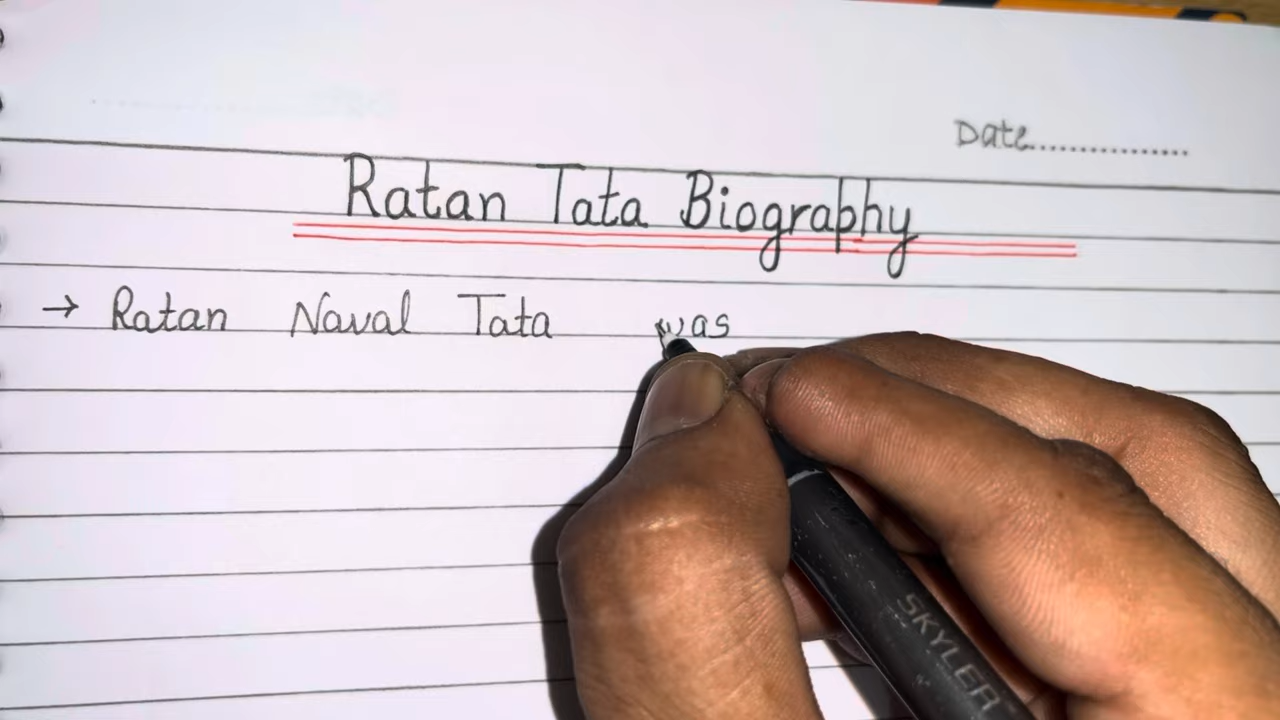 Date................
Ratan Tata Biography
→ Ratan Naval Tata was
SKYLER